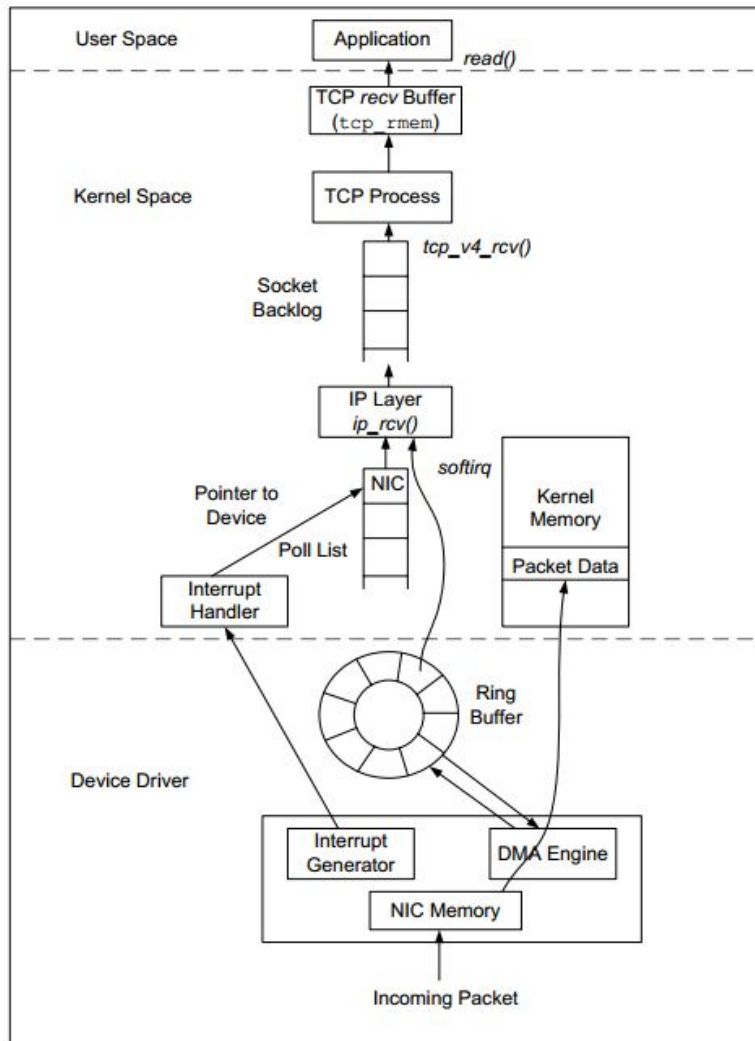 User Space
Application
read()
TCP recv Buffer
(tcp_rmem)
Kernel Space
TCP Process
tcp_v4_rcv()
Socket
Backlog
IP Layer
ip_rcv()
softirq
Pointer to
Device
NIC
Poll List
Kernel
Memory
Packet Data
Interrupt
Handler
Ring
Buffer
Device Driver
Interrupt
Generator
DMA Engine
NIC Memory
Incoming Packet